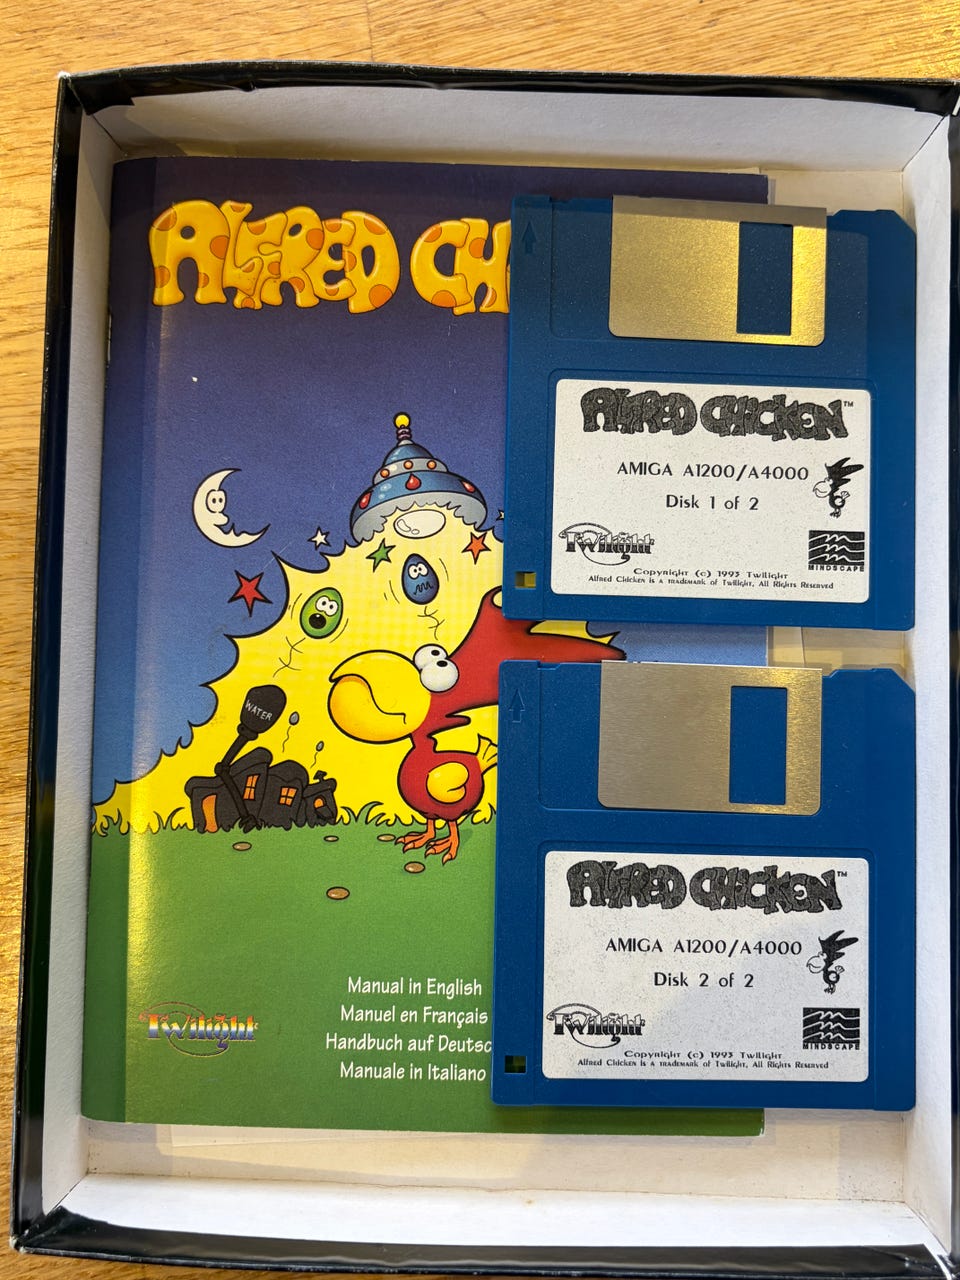 ALFRED CH
WATER
Manual in English
Manuel en Français
Handbuch auf Deutsc
Manuale in Italiano
Twilight
ALFRED CHICKEN™
AMIGA A1200/A4000
Disk 1 of 2
Twilight
MINDSCAPE
Copyright (c) 1993 Twilight
Alfred Chicken is a trademark of Twilight, All Rights Reserved
ALFRED CHICKEN™
AMIGA A1200/A4000
Disk 2 of 2
Twilight
MINDSCAPE
Copyright (c) 1993 Twilight
Alfred Chicken is a trademark of Twilight, All Rights Reserved